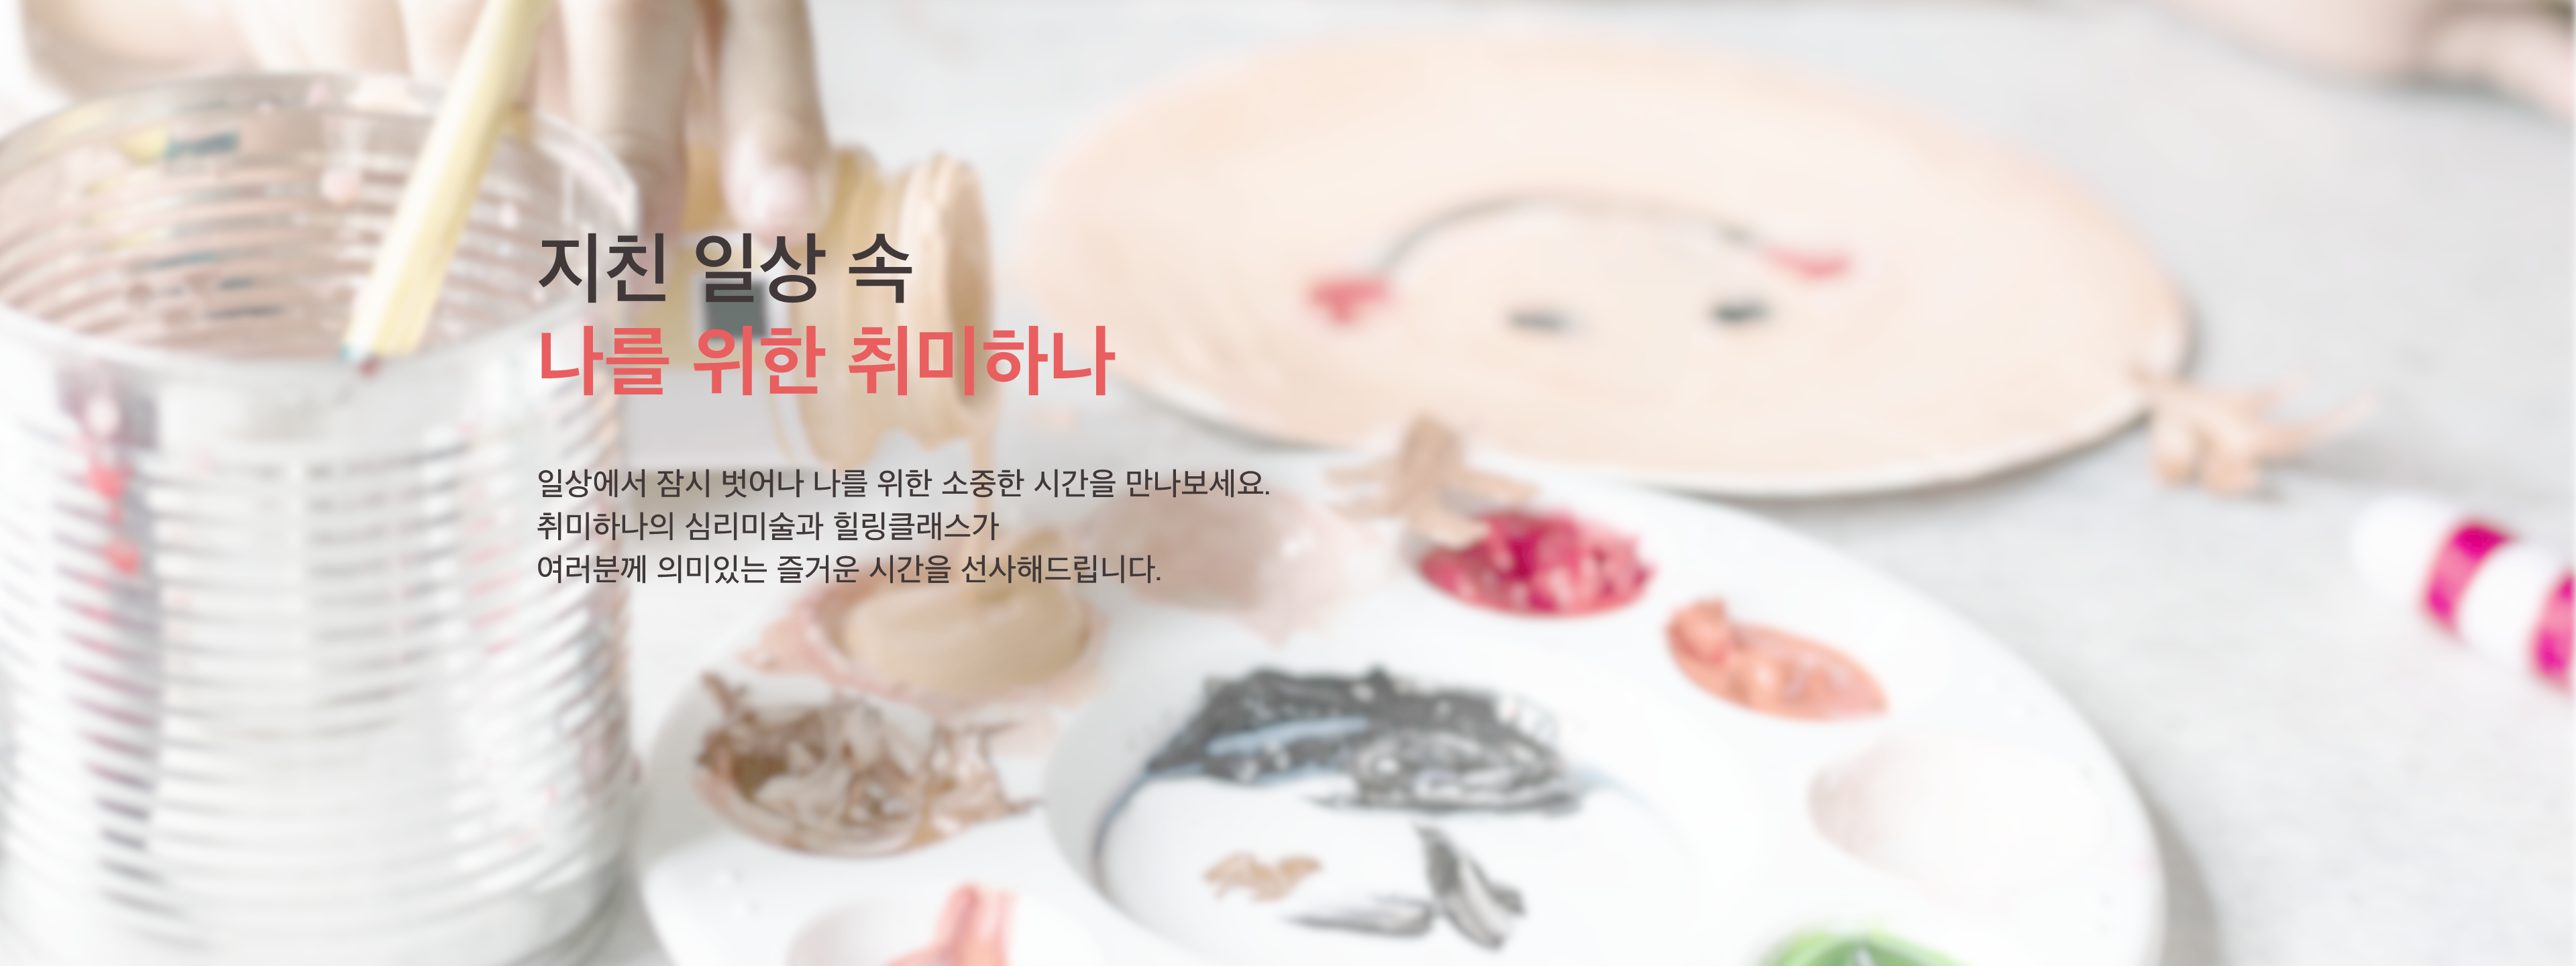 지친 일상 속
나를 위한 취미하나
일상에서 잠시 벗어나 나를 위한 소중한 시간을 만나보세요.
취미하나의 심리미술과 힐링클래스가
여러분께 의미있는 즐거운 시간을 선사해드립니다.